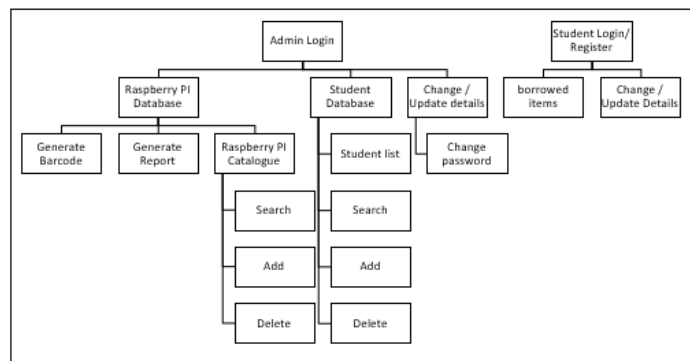 Admin Login
Student Login/
Register
Raspberry PI
Database
Student
Database
Change /
Update details
borrowed
items
Change /
Update Details
Generate
Barcode
Generate
Report
Raspberry PI
Catalogue
Student list
Change
password
Search
Search
Add
Add
Delete
Delete